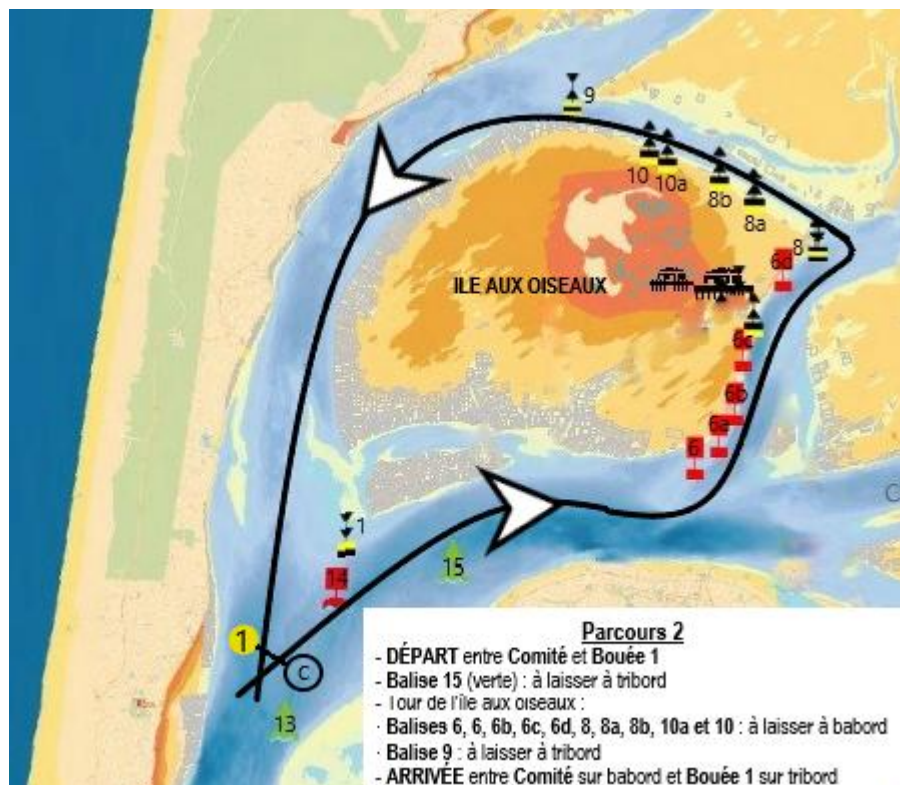 9
10
10a
8b
8a
8
6d
ILE AUX OISEAUX
6c
6b
6a
6
1
15
14
1
C
13
C
Parcours 2
- DÉPART entre Comité et Bouée 1
- Balise 15 (verte) : à laisser à tribord
- Tour de l'île aux oiseaux :
· Balises 6, 6, 6b, 6c, 6d, 8, 8a, 8b, 10a et 10 : à laisser à babord
· Balise 9 : à laisser à tribord
- ARRIVÉE entre Comité sur babord et Bouée 1 sur tribord